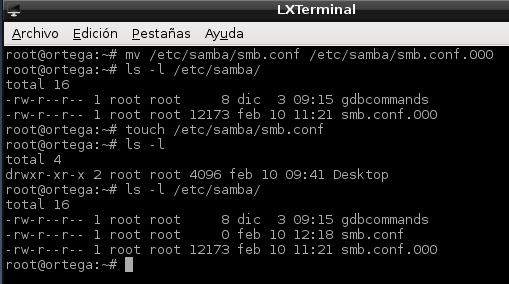 LXTerminal
Archivo Edición Pestañas Ayuda
root@ortega:~# mv /etc/samba/smb.conf /etc/samba/smb.conf.000
root@ortega:~# ls -l /etc/samba/
total 16
-rw-r--r-- 1 root root     8 dic  3 09:15 gdbcommands
-rw-r--r-- 1 root root 12173 feb 10 11:21 smb.conf.000
root@ortega:~# touch /etc/samba/smb.conf
root@ortega:~# ls -l
total 4
drwxr-xr-x 2 root root 4096 feb 10 09:41 Desktop
root@ortega:~# ls -l /etc/samba/
total 16
-rw-r--r-- 1 root root     8 dic  3 09:15 gdbcommands
-rw-r--r-- 1 root root     0 feb 10 12:18 smb.conf
-rw-r--r-- 1 root root 12173 feb 10 11:21 smb.conf.000
root@ortega:~#